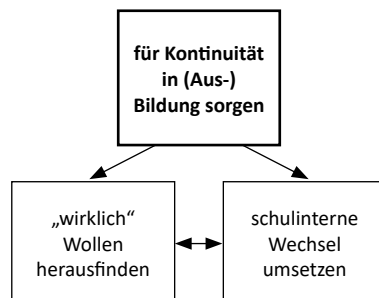 für Kontinuität
in (Aus-)
Bildung sorgen
„wirklich“
Wollen
herausfinden
schulinterne
Wechsel
umsetzen